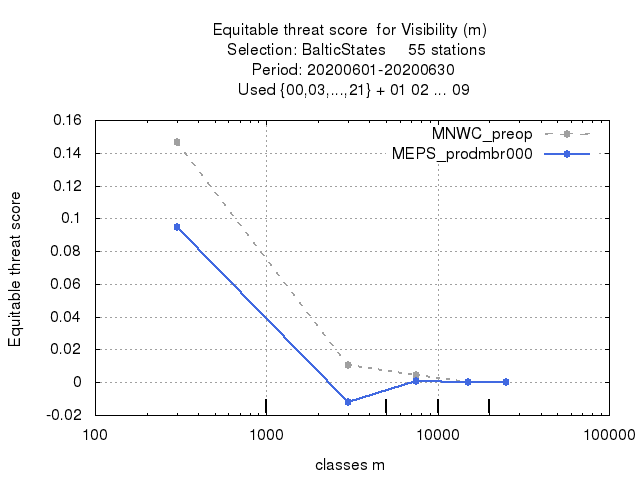 Equitable threat score  for Visibility (m)
Selection: BalticStates     55 stations
Period: 20200601-20200630
Used {00,03,...,21} + 01 02 ... 09
MNWC_preop
MEPS_prodmbr000
0.16
0.14
0.12
0.1
0.08
0.06
0.04
0.02
0
-0.02
Equitable threat score
100
1000
10000
100000
classes m